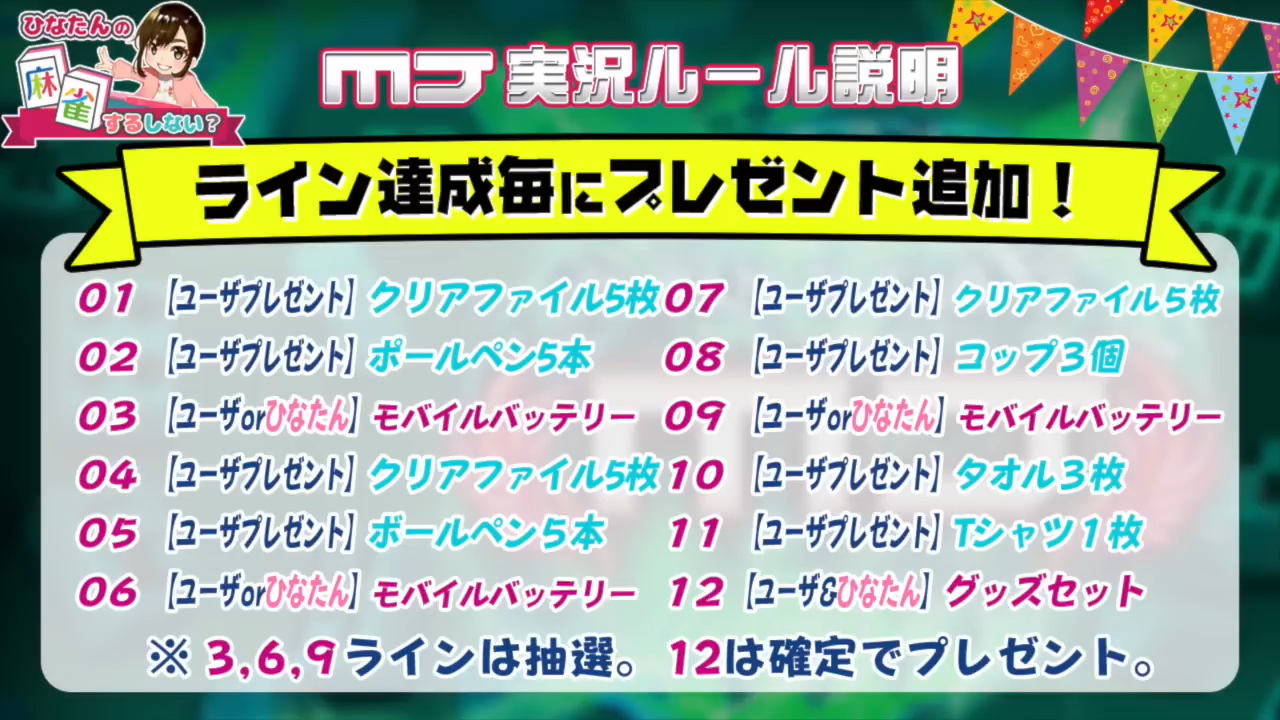 ひなたんの
麻
雀
するしない?
MJ 実況ルール説明
ライン達成毎にプレゼント追加!
01 【ユーザプレゼント】 クリアファイル5枚
02 【ユーザプレゼント】 ポールペン5本
03 【ユーザorひなたん】 モバイルバッテリー
04 【ユーザプレゼント】 クリアファイル5枚
05 【ユーザプレゼント】 ボールペン5本
06 【ユーザorひなたん】 モバイルバッテリー
07 【ユーザプレゼント】 クリアファイル5枚
08 【ユーザプレゼント】 コップ3個
09 【ユーザorひなたん】 モバイルバッテリー
10 【ユーザプレゼント】 タオル3枚
11 【ユーザプレゼント】 Tシャツ1枚
12 【ユーザ&ひなたん】 グッズセット
※ 3,6,9ラインは抽選。 12は確定でプレゼント。